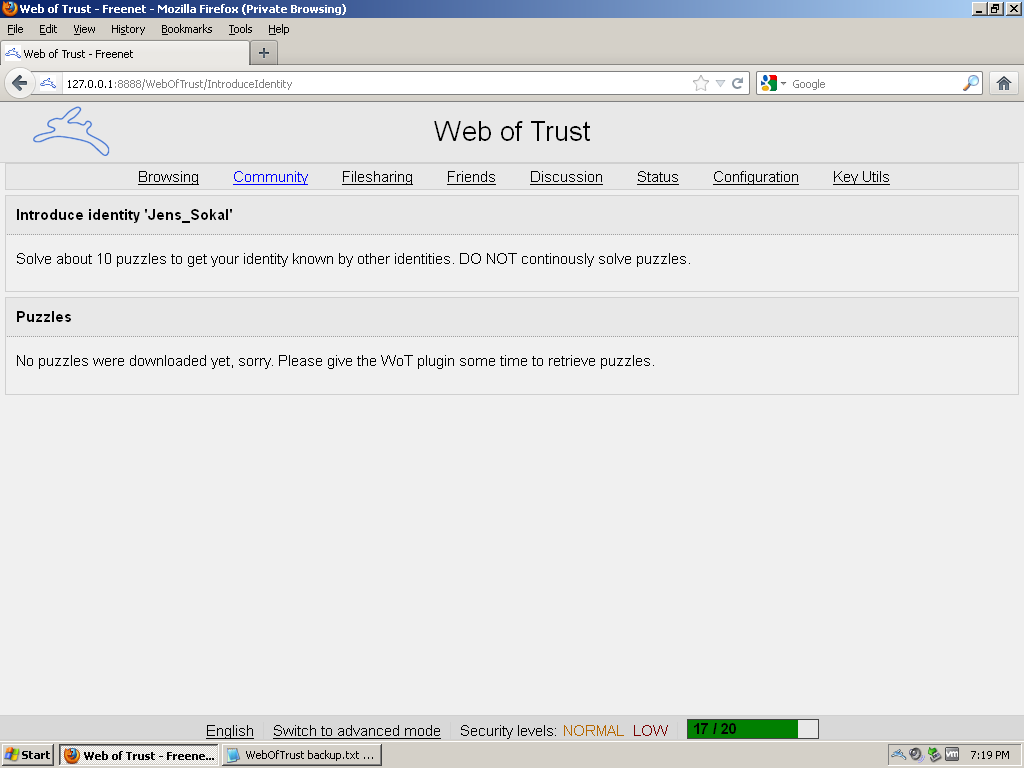 Web of Trust - Freenet - Mozilla Firefox (Private Browsing)
File Edit View History Bookmarks Tools Help
Web of Trust - Freenet
127.0.0.1:8888/WebOfTrust/IntroduceIdentity Google
Web of Trust
Browsing Community Filesharing Friends Discussion Status Configuration Key Utils
Introduce identity 'Jens_Sokal'
Solve about 10 puzzles to get your identity known by other identities. DO NOT continously solve puzzles.
Puzzles
No puzzles were downloaded yet, sorry. Please give the WoT plugin some time to retrieve puzzles.
English Switch to advanced mode Security levels: NORMAL LOW 17 / 20
Start Web of Trust - Freene... WebOfTrust backup.txt ... vm 7:19 PM